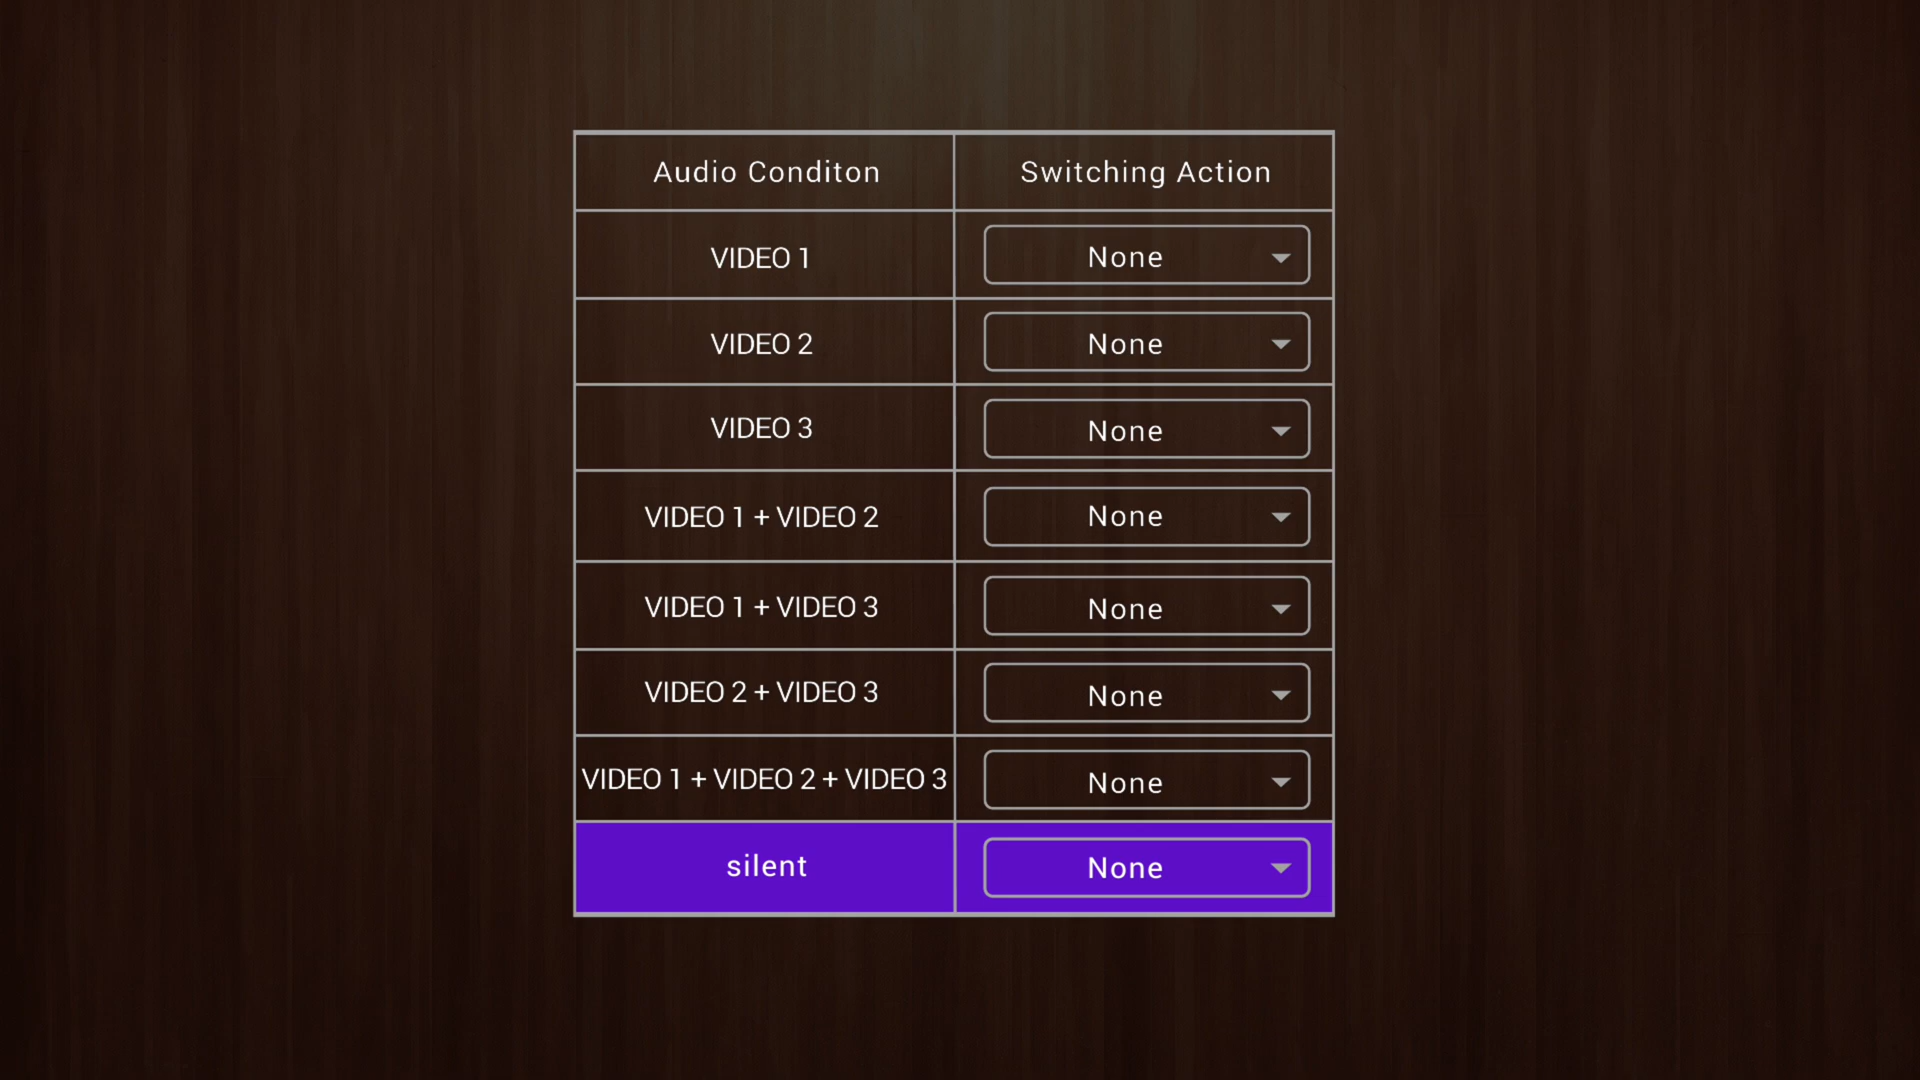 Audio Conditon Switching Action
VIDEO 1 None
VIDEO 2 None
VIDEO 3 None
VIDEO 1 + VIDEO 2 None
VIDEO 1 + VIDEO 3 None
VIDEO 2 + VIDEO 3 None
VIDEO 1 + VIDEO 2 + VIDEO 3 None
silent None